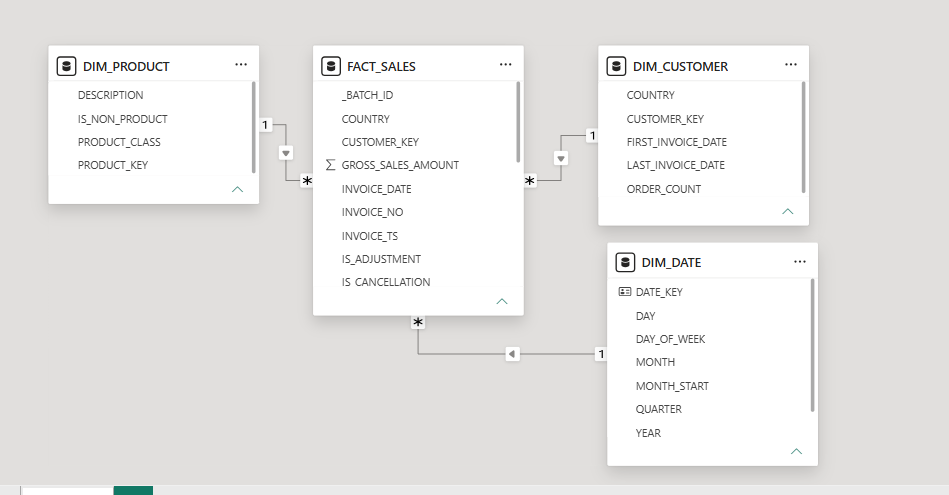 DIM_PRODUCT
DESCRIPTION
IS_NON_PRODUCT
PRODUCT_CLASS
PRODUCT_KEY
1
*
FACT_SALES
_BATCH_ID
COUNTRY
CUSTOMER_KEY
GROSS_SALES_AMOUNT
INVOICE_DATE
INVOICE_NO
INVOICE_TS
IS_ADJUSTMENT
IS_CANCELLATION
*
1
DIM_CUSTOMER
COUNTRY
CUSTOMER_KEY
FIRST_INVOICE_DATE
LAST_INVOICE_DATE
ORDER_COUNT
*
1
DIM_DATE
DATE_KEY
DAY
DAY_OF_WEEK
MONTH
MONTH_START
QUARTER
YEAR